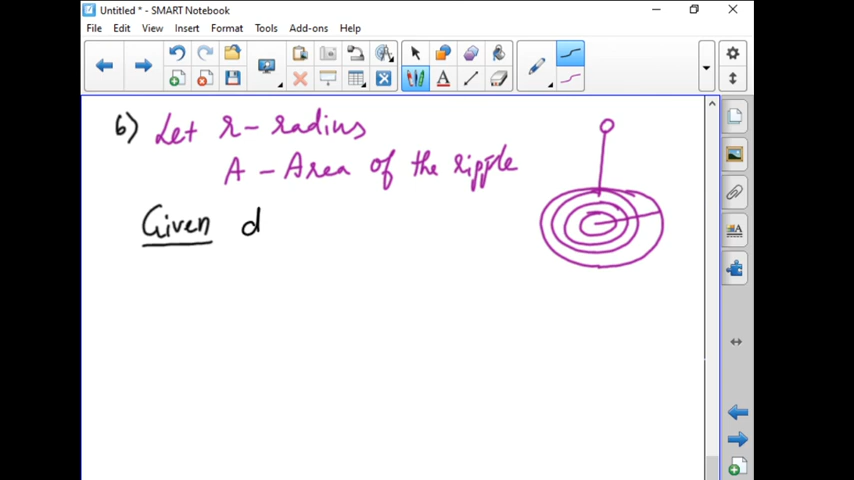 Untitled * - SMART Notebook
File Edit View Insert Format Tools Add-ons Help
6) Let r - radius
A - Area of the ripple
Given d